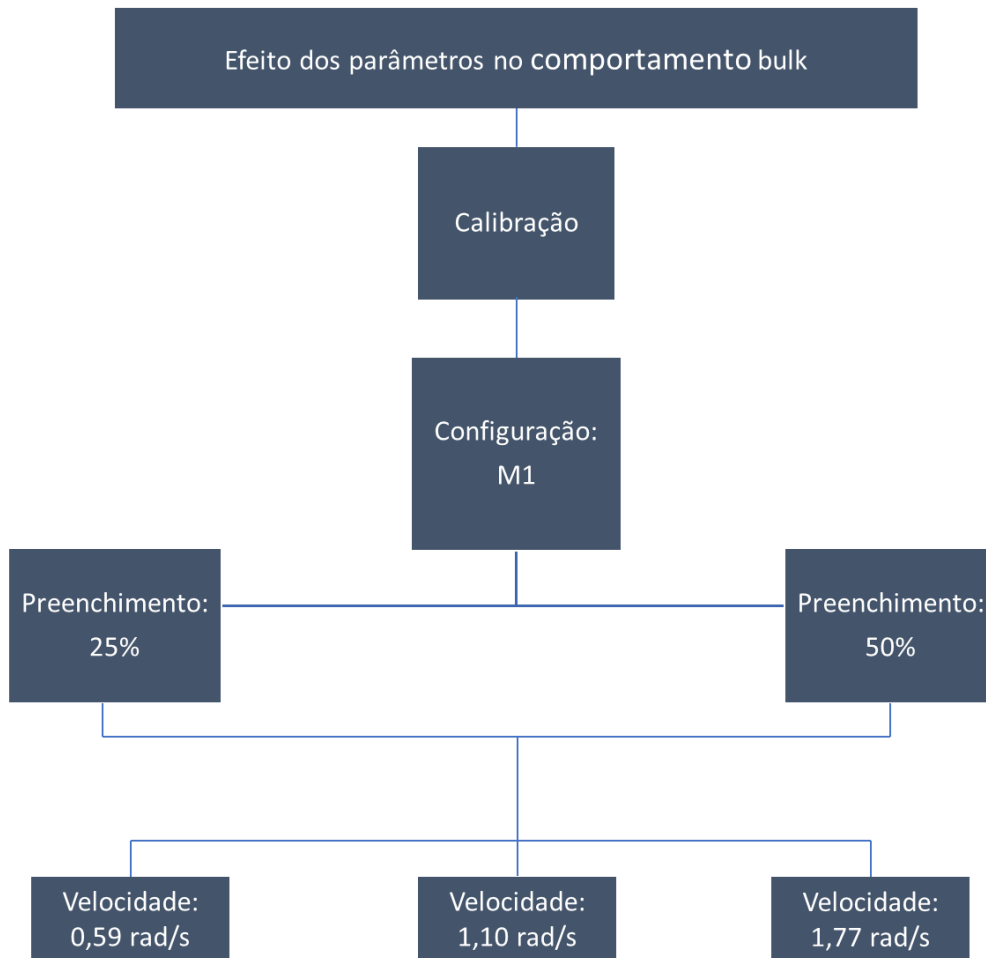 Efeito dos parâmetros no comportamento bulk
Calibração
Configuração:
M1
Preenchimento:
25%
Preenchimento:
50%
Velocidade:
0,59 rad/s
Velocidade:
1,10 rad/s
Velocidade:
1,77 rad/s